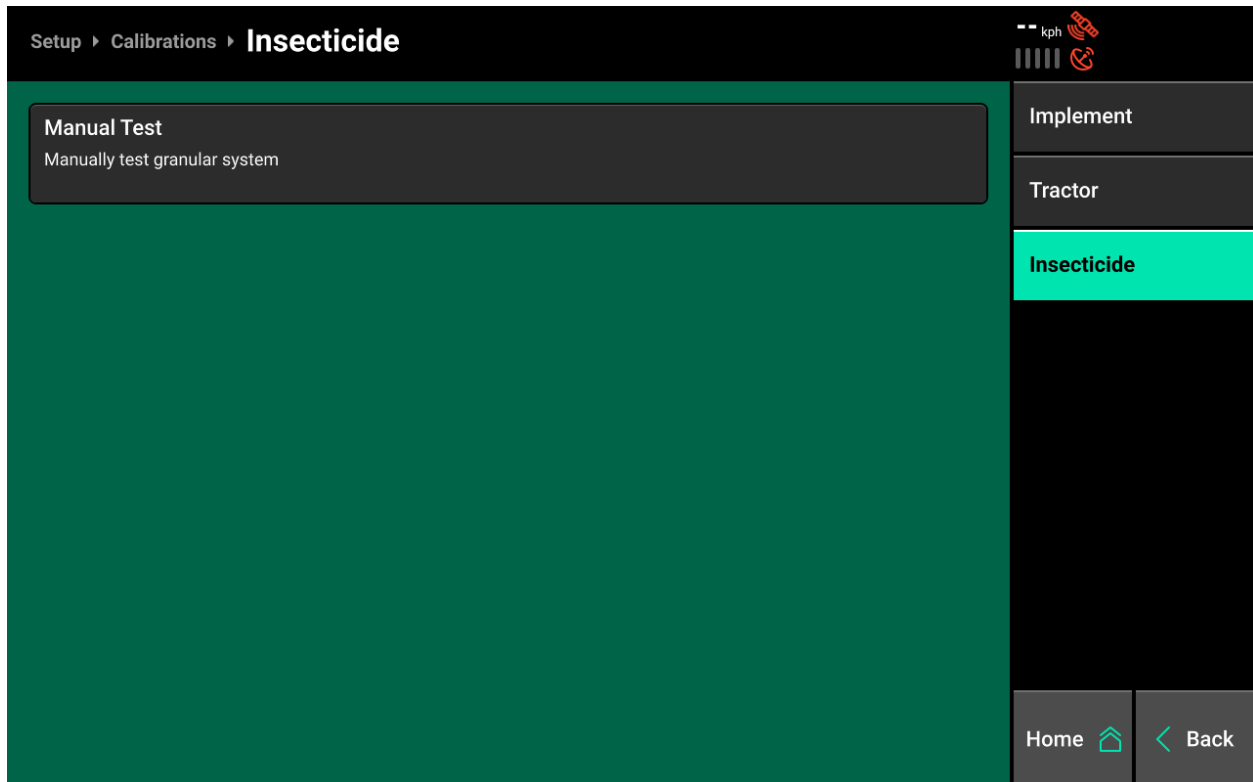 Setup ▸ Calibrations ▸ Insecticide
-- kph
Manual Test
Manually test granular system
Implement
Tractor
Insecticide
Home
Back